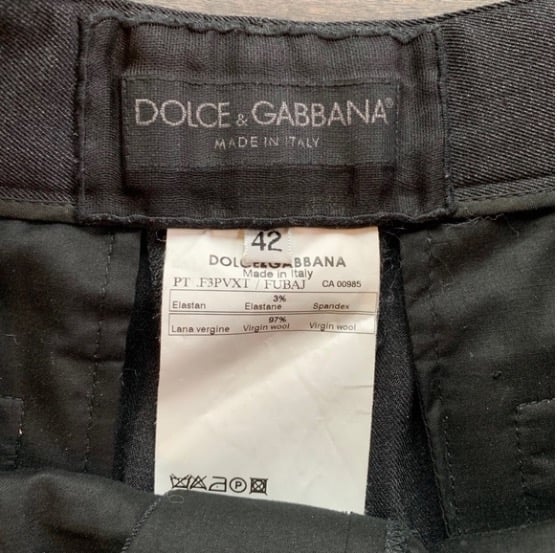 DOLCE & GABBANA®
MADE IN ITALY
42
DOLCE&GABBANA
Made in Italy
PT .F3PVXT / FUBAJ CA 00985
3%
Elastan Elastane Spandex
97%
Lana vergine Virgin wool Virgin wool